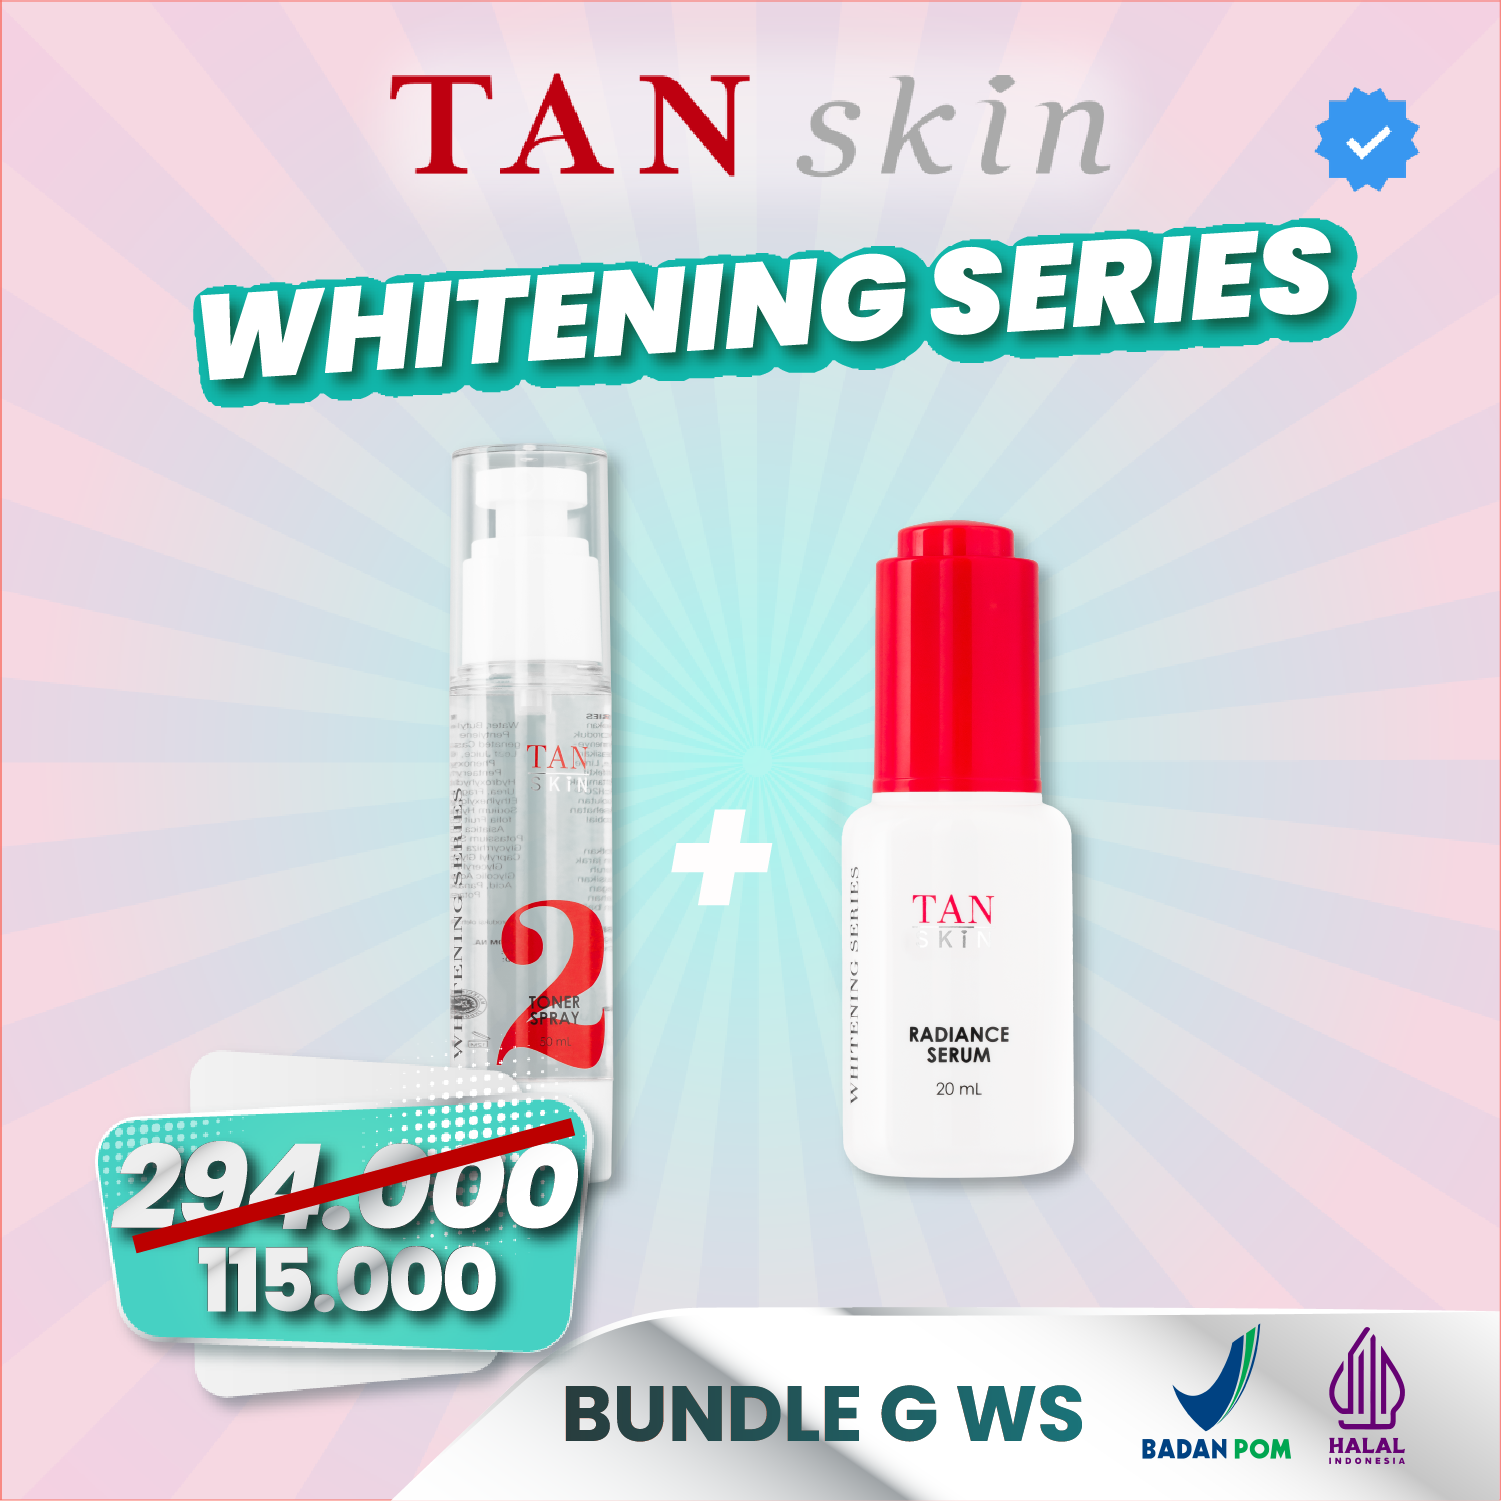 TAN skin
WHITENING SERIES
TAN
SKiN
WHITENING SERIES
2
TONER
SPRAY
TAN
SKiN
WHITENING SERIES
RADIANCE
SERUM
20 mL
294.000
115.000
BUNDLE G WS
BADAN POM
HALAL
INDONESIA